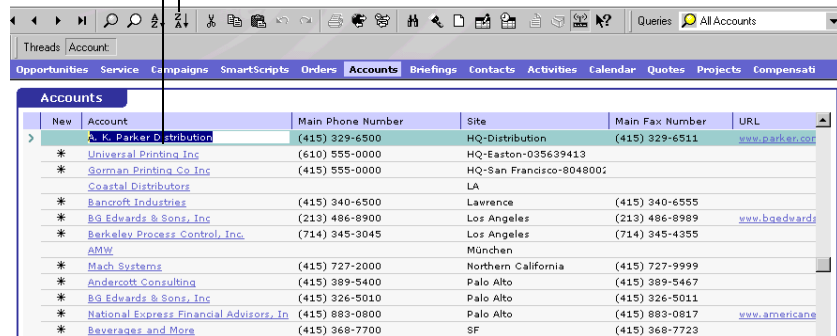 Queries All Accounts
Threads Account:
Opportunities Service Campaigns SmartScripts Orders Accounts Briefings Contacts Activities Calendar Quotes Projects Compensati
Accounts
New Account Main Phone Number Site Main Fax Number URL
A. K. Parker Distribution (415) 329-6500 HQ-Distribution (415) 329-6511 www.parker.con
Universal Printing Inc (610) 555-0000 HQ-Easton-035639413
Gorman Printing Co Inc (415) 555-0000 HQ-San Francisco-8048002
Coastal Distributors LA
Bancroft Industries (415) 340-6500 Lawrence (415) 340-6555
BG Edwards & Sons, Inc (213) 486-8900 Los Angeles (213) 486-8989 www.bgedwards
Berkeley Process Control, Inc. (714) 345-3045 Los Angeles (714) 345-4355
AMW München
Mach Systems (415) 727-2000 Northern California (415) 727-9999
Andercott Consulting (415) 389-5400 Palo Alto (415) 389-5467
BG Edwards & Sons, Inc (415) 326-5010 Palo Alto (415) 326-5011
National Express Financial Advisors, In (415) 883-0800 Palo Alto (415) 883-0817 www.americane
Beverages and More (415) 368-7700 SF (415) 368-7723